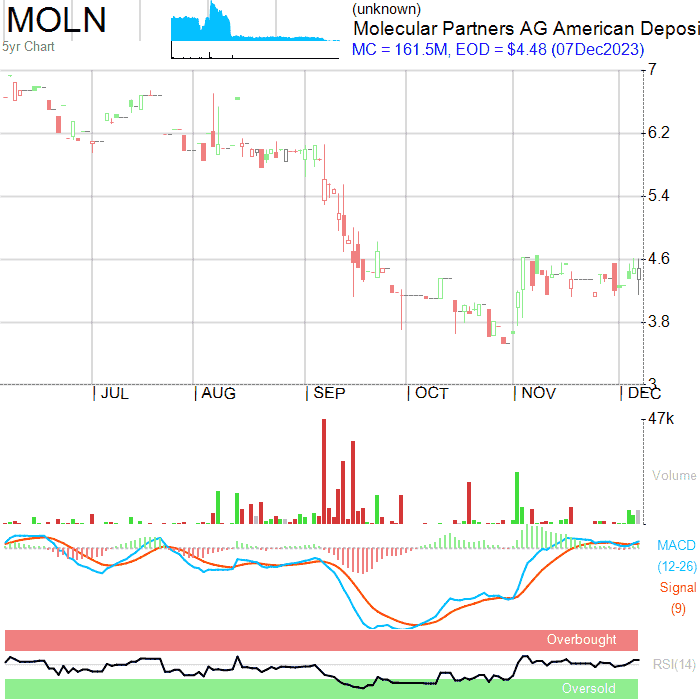 MOLN
5yr Chart
(unknown)
Molecular Partners AG American Deposi
MC = 161.5M, EOD = $4.48 (07Dec2023)
7
6.2
5.4
4.6
3.8
3
JUL
AUG
SEP
OCT
NOV
DEC
47k
Volume
MACD
(12-26)
Signal
(9)
Overbought
RSI(14)
Oversold